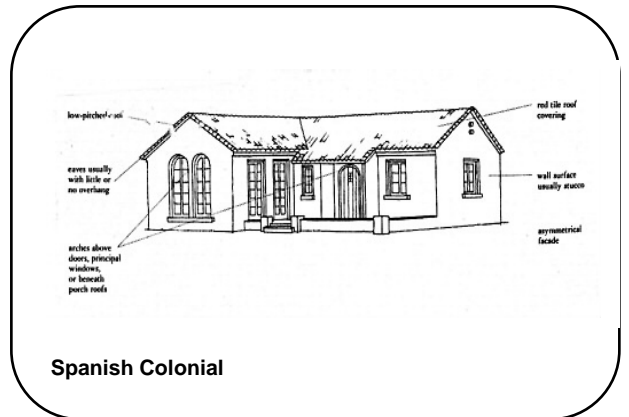 low-pitched roof
eaves usually
with little or
no overhang
arches above
doors, principal
windows,
or beneath
porch roofs
red tile roof
covering
wall surface
usually stucco
asymmetrical
facade
Spanish Colonial